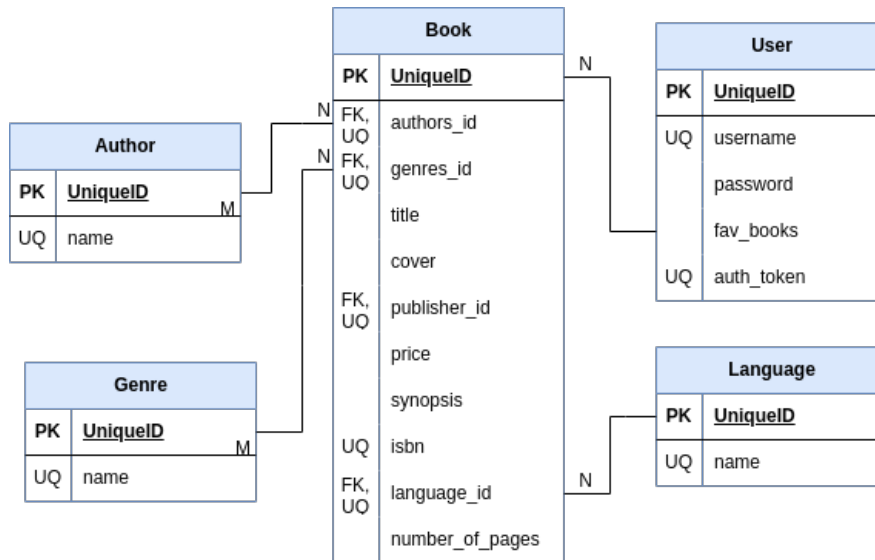 Book
PK UniqueID
FK, UQ authors_id
FK, UQ genres_id
title
cover
FK, UQ publisher_id
price
synopsis
UQ isbn
FK, UQ language_id
number_of_pages
N
N
N
N
Author
PK UniqueID
M
UQ name
Genre
PK UniqueID
M
UQ name
User
PK UniqueID
UQ username
password
fav_books
UQ auth_token
Language
PK UniqueID
UQ name